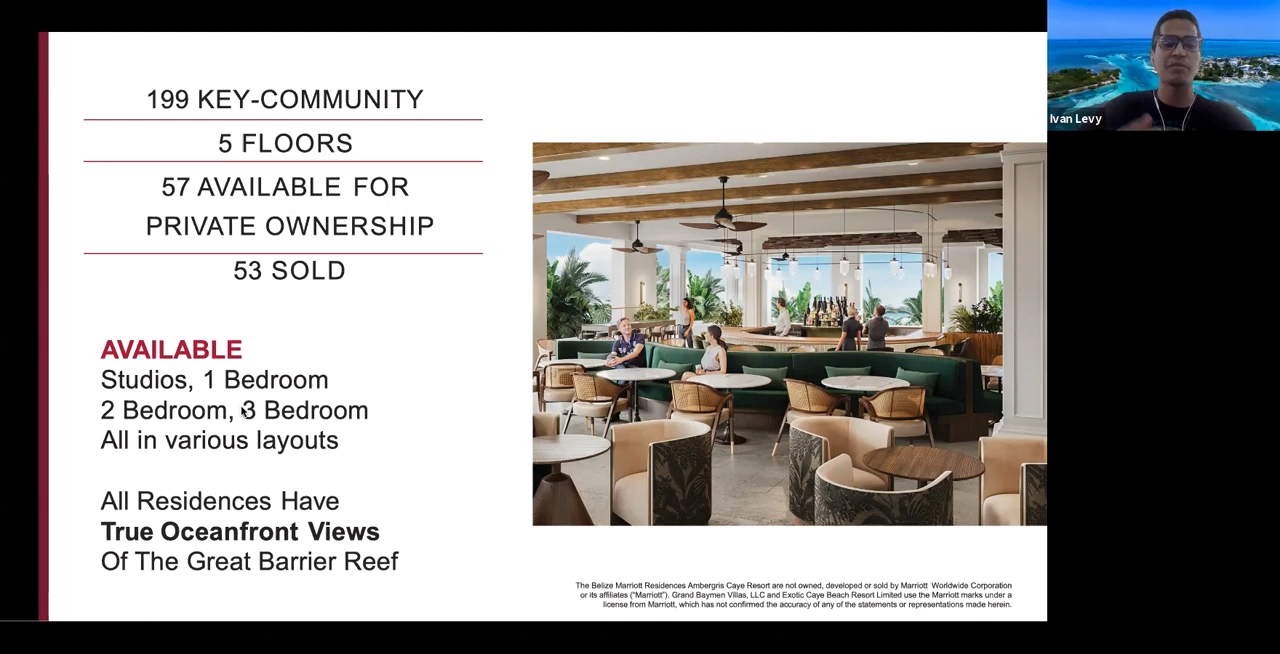 199 KEY-COMMUNITY
5 FLOORS
57 AVAILABLE FOR
PRIVATE OWNERSHIP
53 SOLD
AVAILABLE
Studios, 1 Bedroom
2 Bedroom, 3 Bedroom
All in various layouts
All Residences Have
True Oceanfront Views
Of The Great Barrier Reef
The Belize Marriott Residences Ambergris Caye Resort are not owned, developed or sold by Marriott Worldwide Corporation
or its affiliates ("Marriott"). Grand Baymen Villas, LLC and Exotic Caye Beach Resort Limited use the Marriott marks under a
license from Marriott, which has not confirmed the accuracy of any of the statements or representations made herein.
Ivan Levy